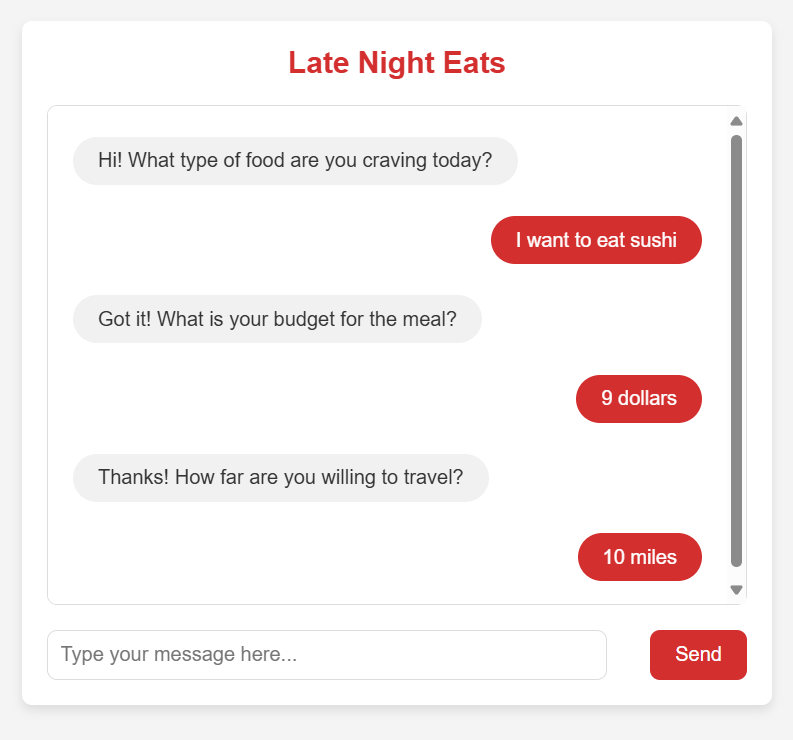 Late Night Eats
Hi! What type of food are you craving today?
I want to eat sushi
Got it! What is your budget for the meal?
9 dollars
Thanks! How far are you willing to travel?
10 miles
Type your message here...
Send